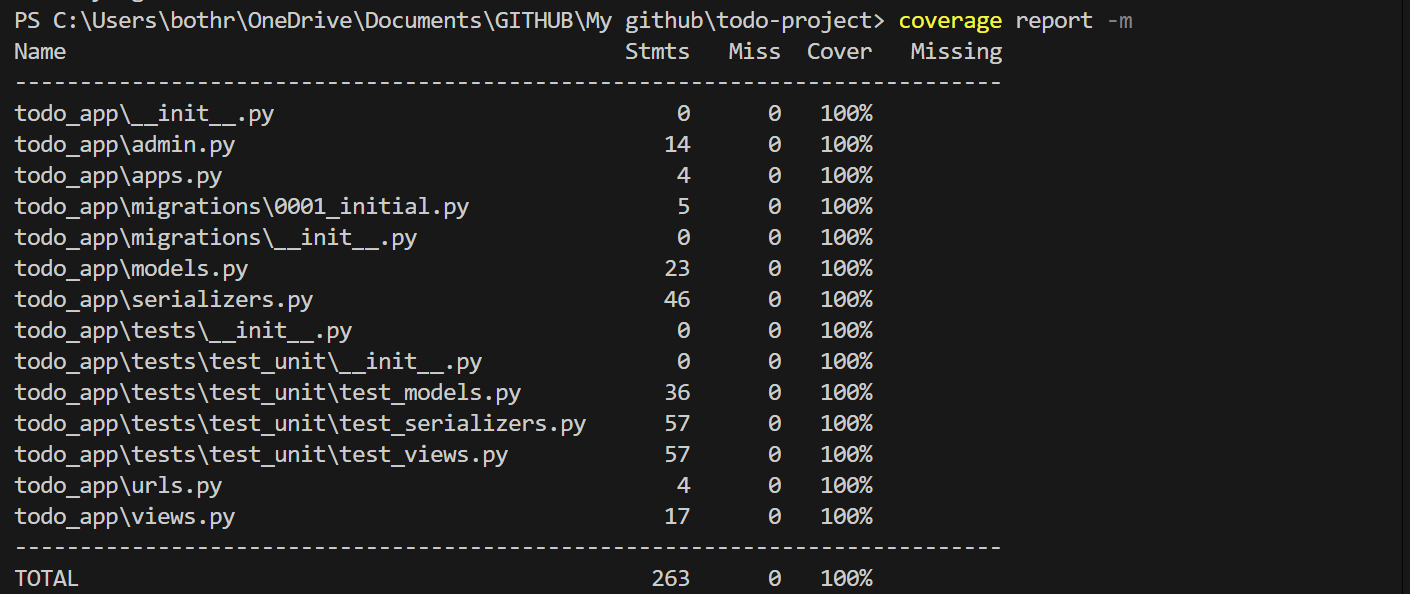 PS C:\Users\bothr\OneDrive\Documents\GITHUB\My github\todo-project> coverage report -m
Name                                           Stmts   Miss  Cover   Missing
----------------------------------------------------------------------------
todo_app\__init__.py                               0      0   100%
todo_app\admin.py                                 14      0   100%
todo_app\apps.py                                   4      0   100%
todo_app\migrations\0001_initial.py                5      0   100%
todo_app\migrations\__init__.py                    0      0   100%
todo_app\models.py                                23      0   100%
todo_app\serializers.py                           46      0   100%
todo_app\tests\__init__.py                         0      0   100%
todo_app\tests\test_unit\__init__.py               0      0   100%
todo_app\tests\test_unit\test_models.py           36      0   100%
todo_app\tests\test_unit\test_serializers.py      57      0   100%
todo_app\tests\test_unit\test_views.py            57      0   100%
todo_app\urls.py                                   4      0   100%
todo_app\views.py                                 17      0   100%
----------------------------------------------------------------------------
TOTAL                                            263      0   100%